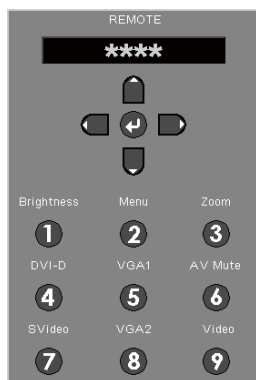 REMOTE
****
Brightness Menu Zoom
1 2 3
DVI-D VGA1 AV Mute
4 5 6
SVideo VGA2 Video
7 8 9